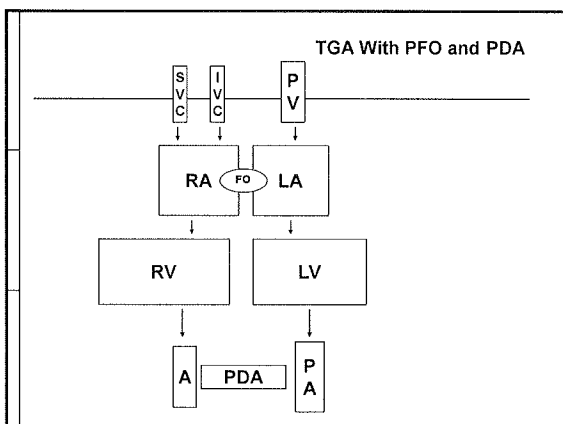 TGA With PFO and PDA
SVC
IVC
PV
RA
FO
LA
RV
LV
A
PDA
PA